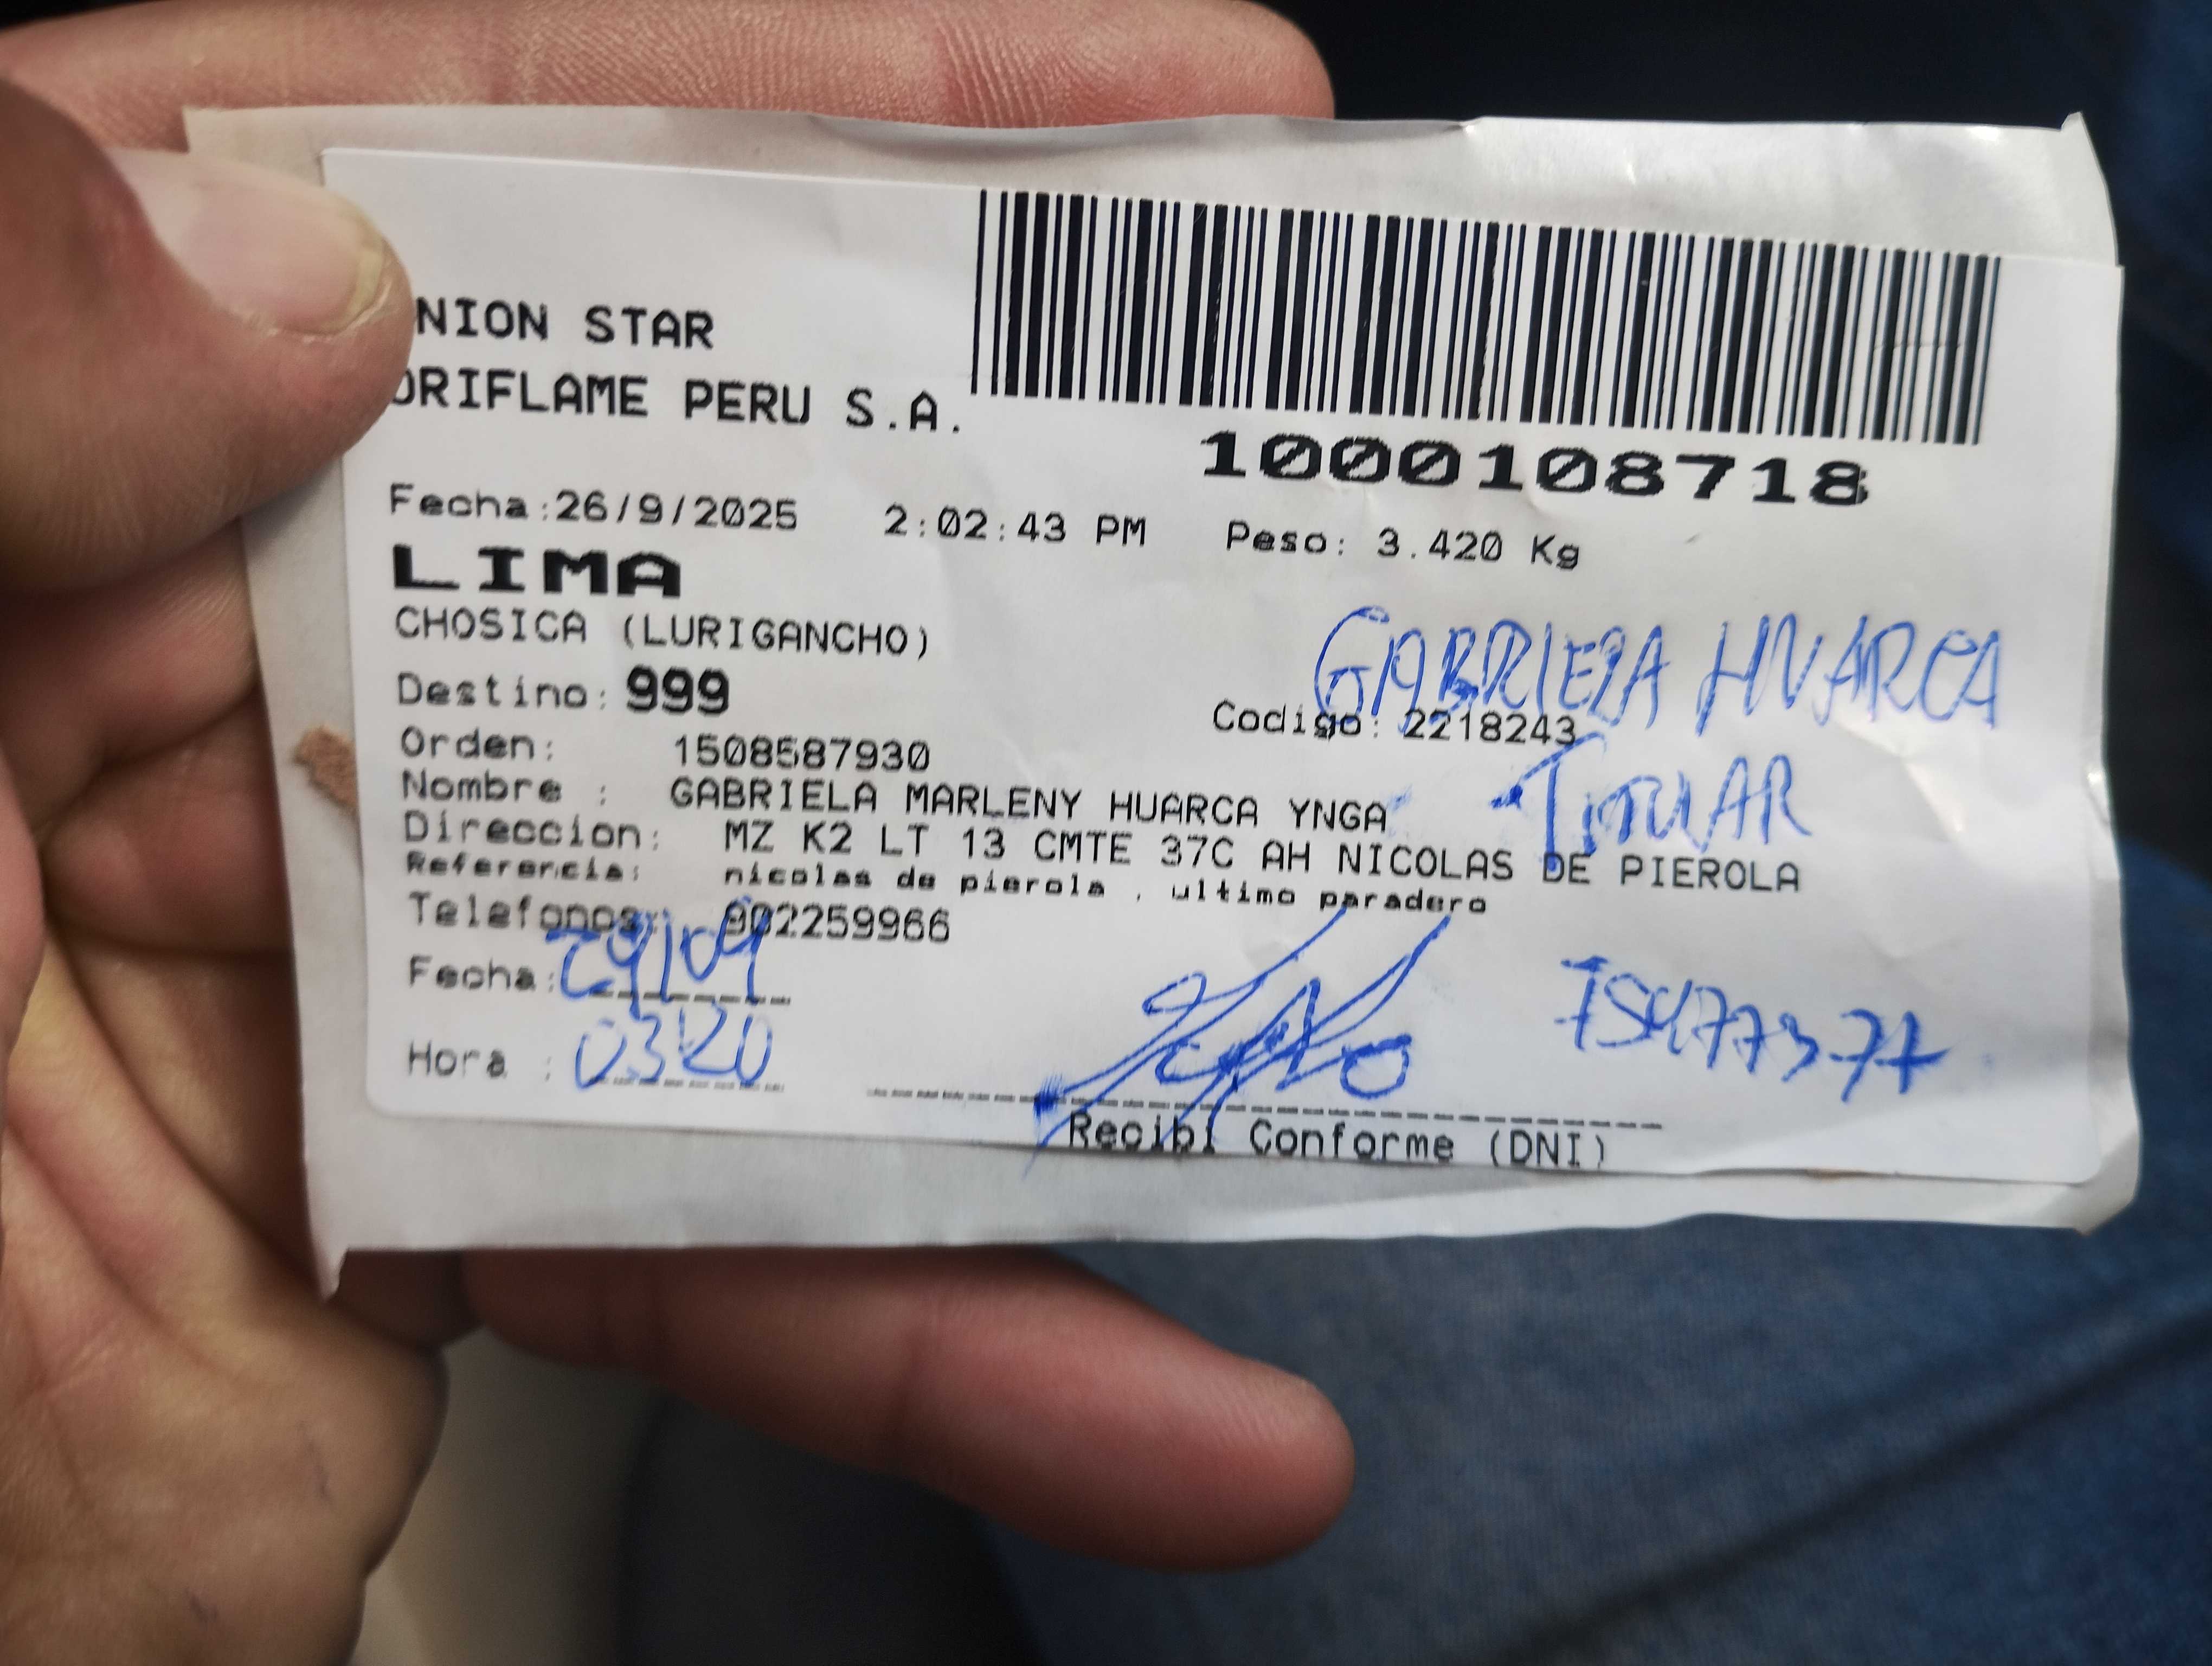 NION STAR
ORIFLAME PERU S.A.
1000108718
Fecha:26/9/2025 2:02:43 PM Peso: 3.420 Kg
LIMA
CHOSICA (LURIGANCHO)
GABRIELA HUARCA
Destino: 999
Codigo: 2218243
Orden: 1508587930
TITULAR
Nombre : GABRIELA MARLENY HUARCA YNGA
Direccion: MZ K2 LT 13 CMTE 37C AH NICOLAS DE PIEROLA
Referencia: nicolas de pierola , ultimo paradero
Telefonos: 902259966
Fecha: 29/09
Hora : 03:20
Recibi Conforme (DNI)